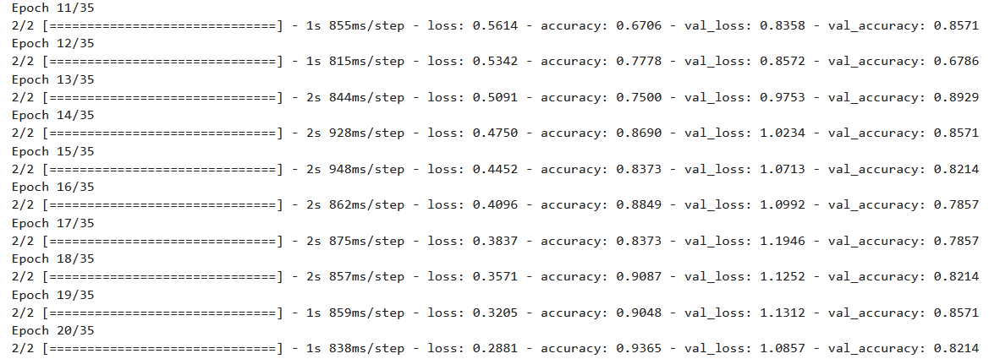 Epoch 11/35
2/2 [==============================] - 1s 855ms/step - loss: 0.5614 - accuracy: 0.6706 - val_loss: 0.8358 - val_accuracy: 0.8571
Epoch 12/35
2/2 [==============================] - 1s 815ms/step - loss: 0.5342 - accuracy: 0.7778 - val_loss: 0.8572 - val_accuracy: 0.6786
Epoch 13/35
2/2 [==============================] - 2s 844ms/step - loss: 0.5091 - accuracy: 0.7500 - val_loss: 0.9753 - val_accuracy: 0.8929
Epoch 14/35
2/2 [==============================] - 2s 928ms/step - loss: 0.4750 - accuracy: 0.8690 - val_loss: 1.0234 - val_accuracy: 0.8571
Epoch 15/35
2/2 [==============================] - 2s 948ms/step - loss: 0.4452 - accuracy: 0.8373 - val_loss: 1.0713 - val_accuracy: 0.8214
Epoch 16/35
2/2 [==============================] - 2s 862ms/step - loss: 0.4096 - accuracy: 0.8849 - val_loss: 1.0992 - val_accuracy: 0.7857
Epoch 17/35
2/2 [==============================] - 2s 875ms/step - loss: 0.3837 - accuracy: 0.8373 - val_loss: 1.1946 - val_accuracy: 0.7857
Epoch 18/35
2/2 [==============================] - 2s 857ms/step - loss: 0.3571 - accuracy: 0.9087 - val_loss: 1.1252 - val_accuracy: 0.8214
Epoch 19/35
2/2 [==============================] - 1s 859ms/step - loss: 0.3205 - accuracy: 0.9048 - val_loss: 1.1312 - val_accuracy: 0.8571
Epoch 20/35
2/2 [==============================] - 1s 838ms/step - loss: 0.2881 - accuracy: 0.9365 - val_loss: 1.0857 - val_accuracy: 0.8214